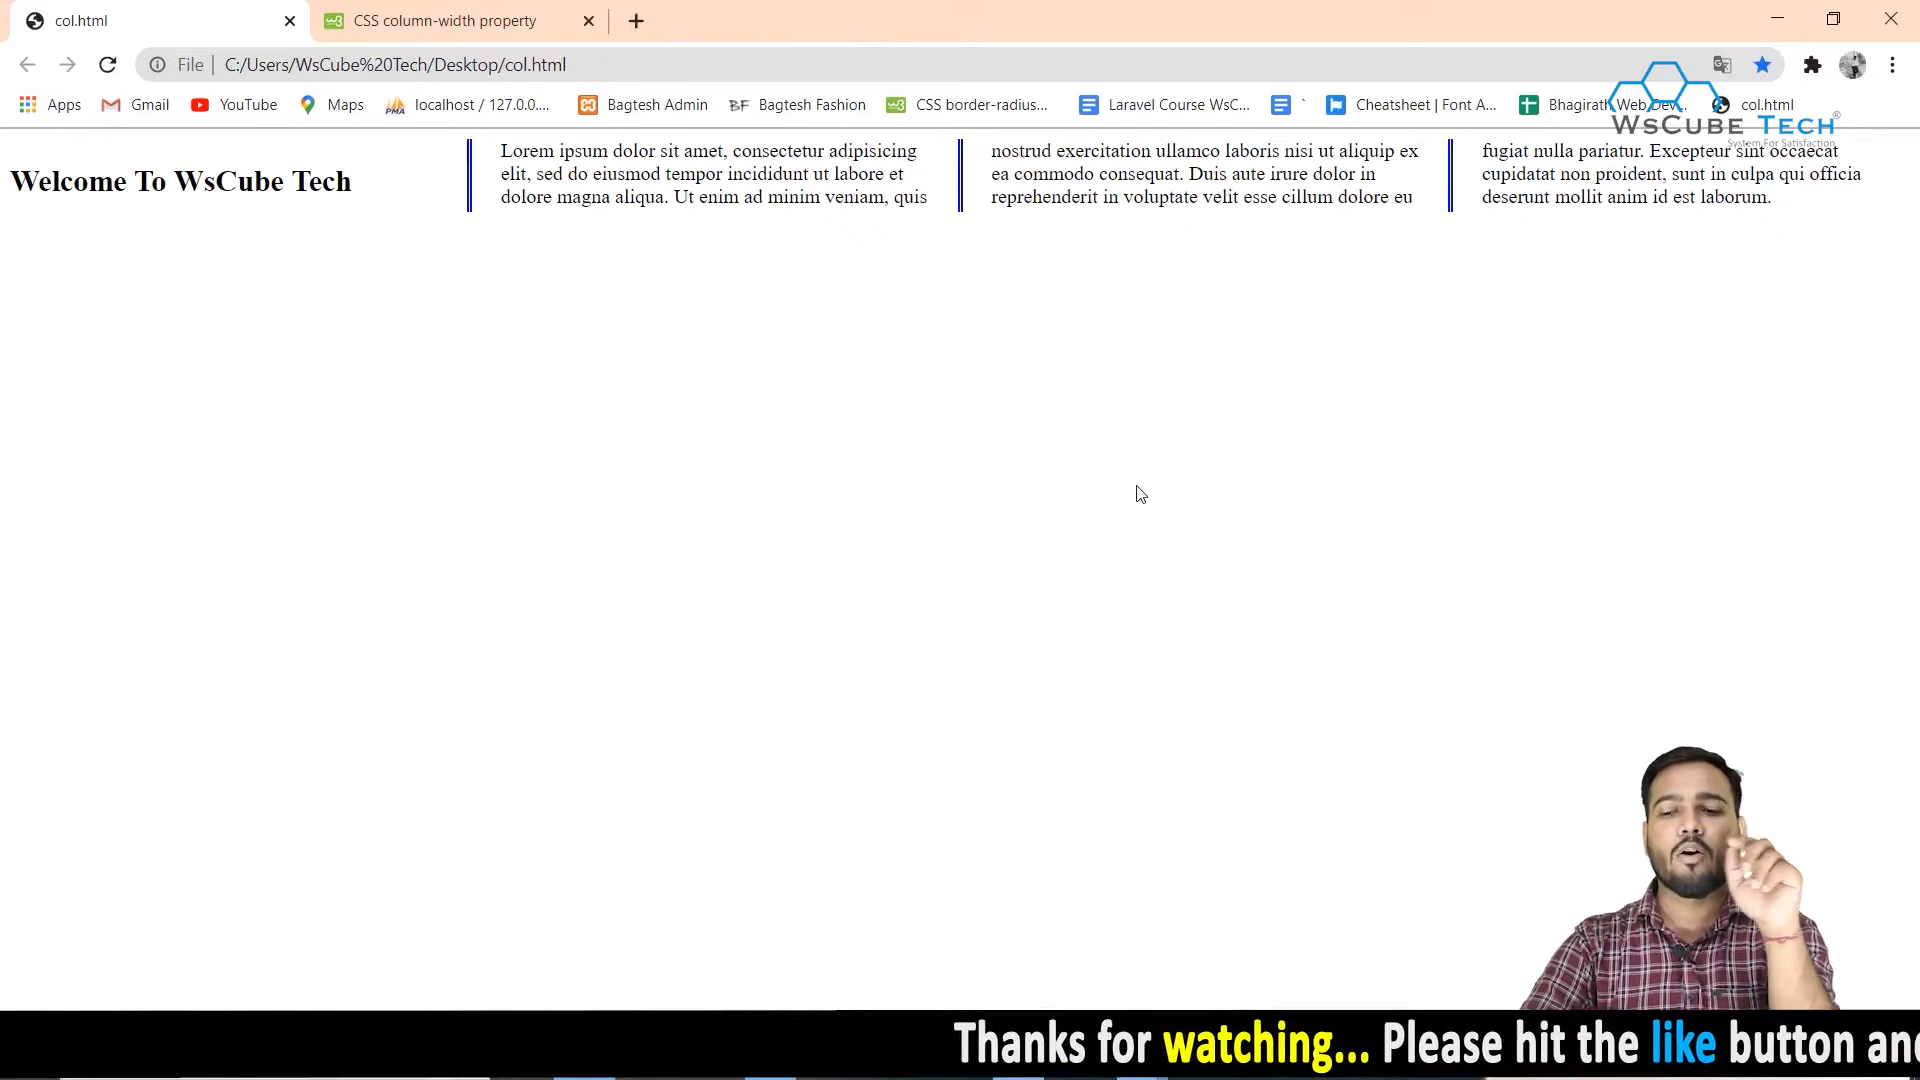 col.html
CSS column-width property
File
C:/Users/WsCube%20Tech/Desktop/col.html
Apps
Gmail
YouTube
Maps
localhost / 127.0.0....
Bagtesh Admin
Bagtesh Fashion
CSS border-radius...
Laravel Course WsC...
`
Cheatsheet | Font A...
Bhagirath Web Dev...
col.html
WsCube Tech®
System For Satisfaction
Welcome To WsCube Tech
Lorem ipsum dolor sit amet, consectetur adipisicing
elit, sed do eiusmod tempor incididunt ut labore et
dolore magna aliqua. Ut enim ad minim veniam, quis
nostrud exercitation ullamco laboris nisi ut aliquip ex
ea commodo consequat. Duis aute irure dolor in
reprehenderit in voluptate velit esse cillum dolore eu
fugiat nulla pariatur. Excepteur sint occaecat
cupidatat non proident, sunt in culpa qui officia
deserunt mollit anim id est laborum.
Thanks for watching... Please hit the like button and